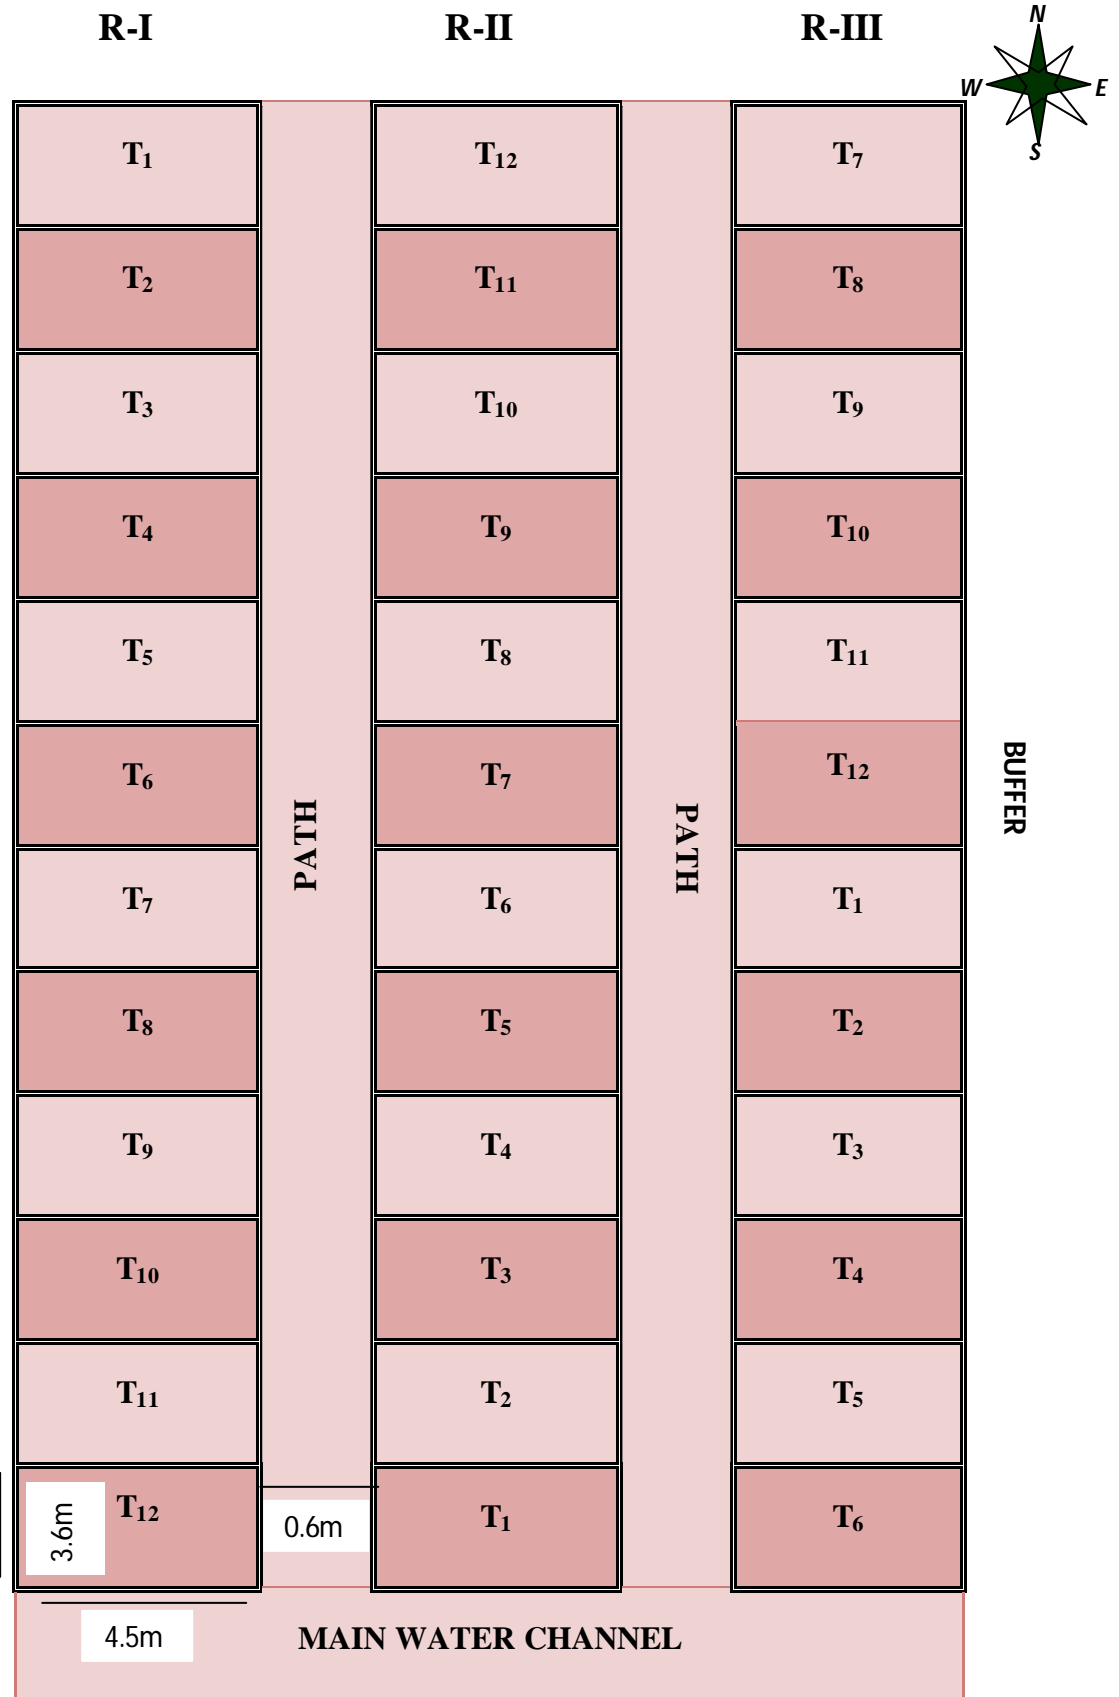 R-I R-II R-III
N
W E
S
T₁ T₁₂ T₇
T₂ T₁₁ T₈
T₃ T₁₀ T₉
T₄ T₉ T₁₀
T₅ T₈ T₁₁
T₆ T₇ T₁₂
PATH
PATH
BUFFER
T₇ T₆ T₁
T₈ T₅ T₂
T₉ T₄ T₃
T₁₀ T₃ T₄
T₁₁ T₂ T₅
T₁₂ T₁ T₆
3.6m
0.6m
4.5m
MAIN WATER CHANNEL